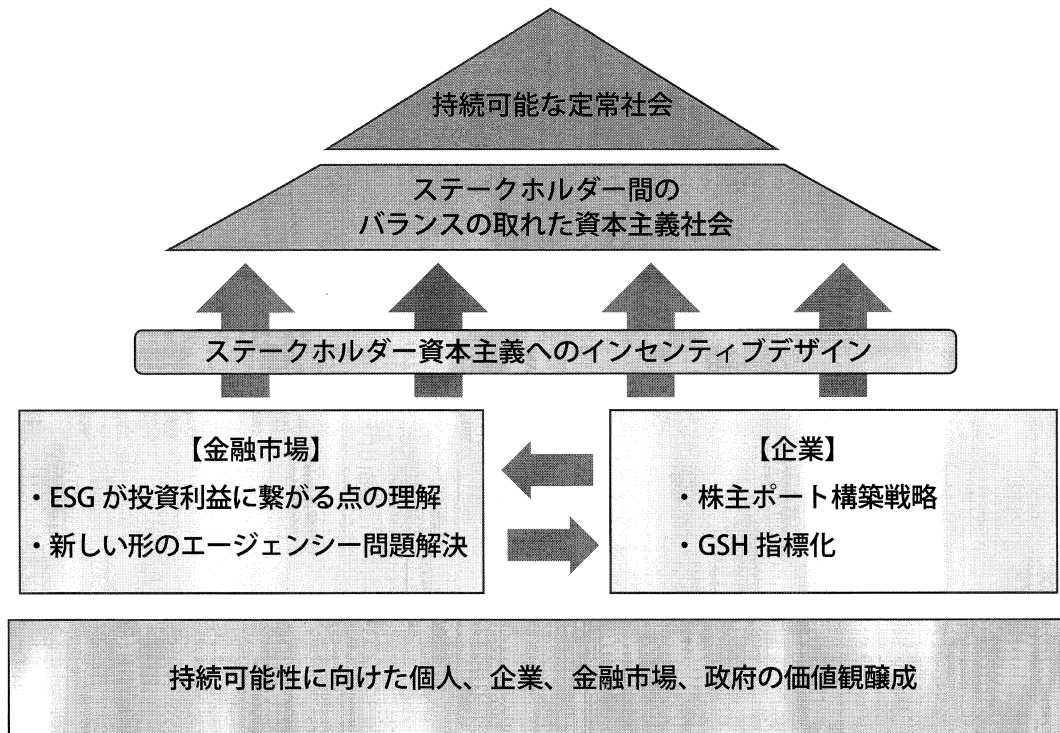 持続可能な定常社会
ステークホルダー間の
バランスの取れた資本主義社会
ステークホルダー資本主義へのインセンティブデザイン
【金融市場】
・ESGが投資利益に繋がる点の理解
・新しい形のエージェンシー問題解決
【企業】
・株主ポート構築戦略
・GSH指標化
持続可能性に向けた個人、企業、金融市場、政府の価値観醸成